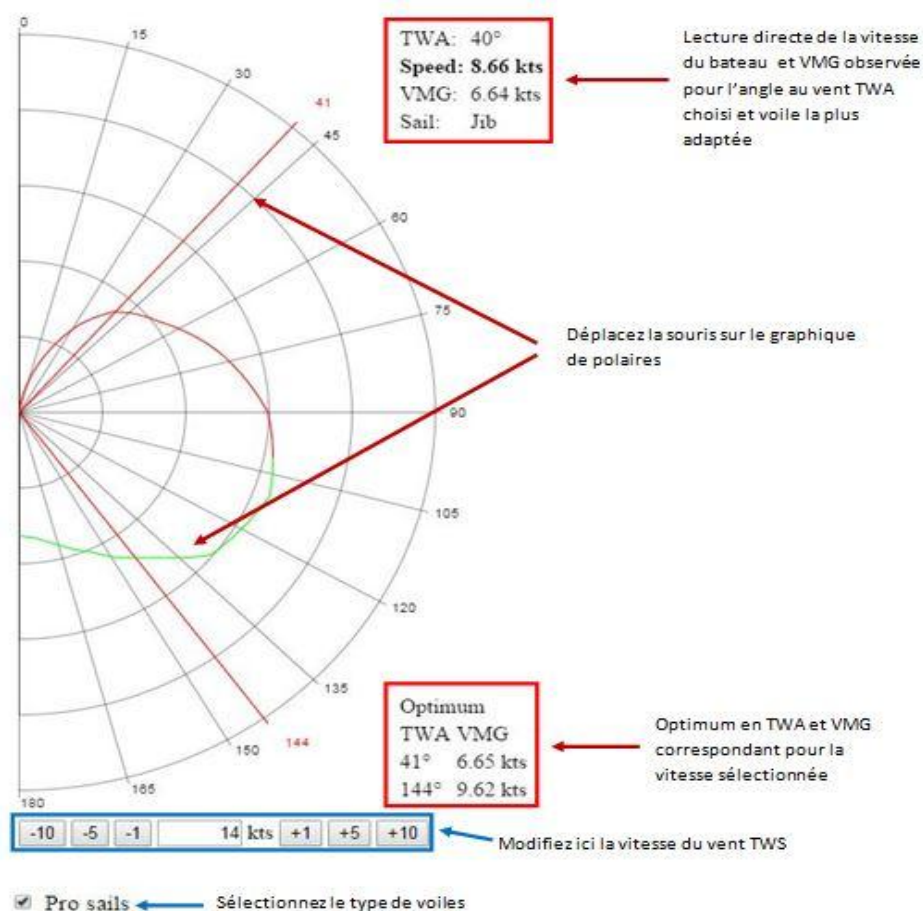 0
15
30
41
45
60
75
90
105
120
135
144
150
165
180
TWA: 40°
Speed: 8.66 kts
VMG: 6.64 kts
Sail: Jib
Lecture directe de la vitesse
du bateau et VMG observée
pour l'angle au vent TWA
choisi et voile la plus
adaptée
Déplacez la souris sur le graphique
de polaires
Optimum
TWA VMG
41° 6.65 kts
144° 9.62 kts
Optimum en TWA et VMG
correspondant pour la
vitesse sélectionnée
-10 -5 -1 14 kts +1 +5 +10
Modifiez ici la vitesse du vent TWS
Pro sails
Sélectionnez le type de voiles